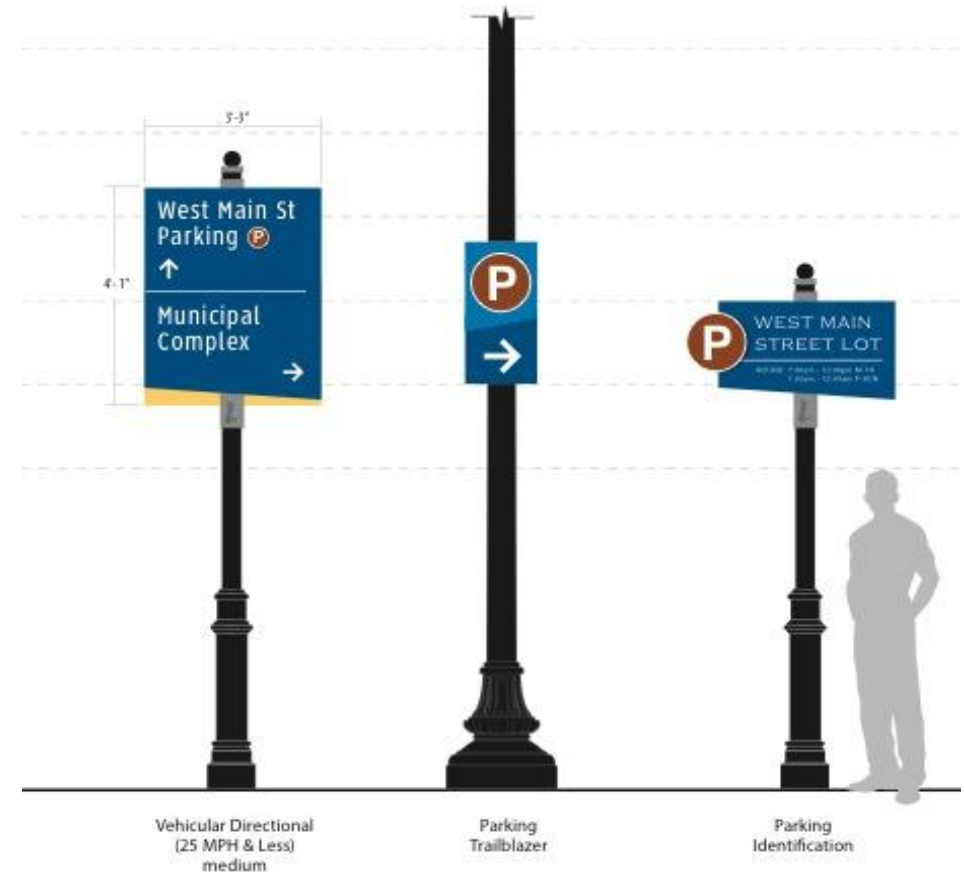 3'-3"
4'-1"
West Main St
Parking P
Municipal
Complex
P
P
WEST MAIN
STREET LOT
Vehicular Directional
(25 MPH & Less)
medium
Parking
Trailblazer
Parking
Identification